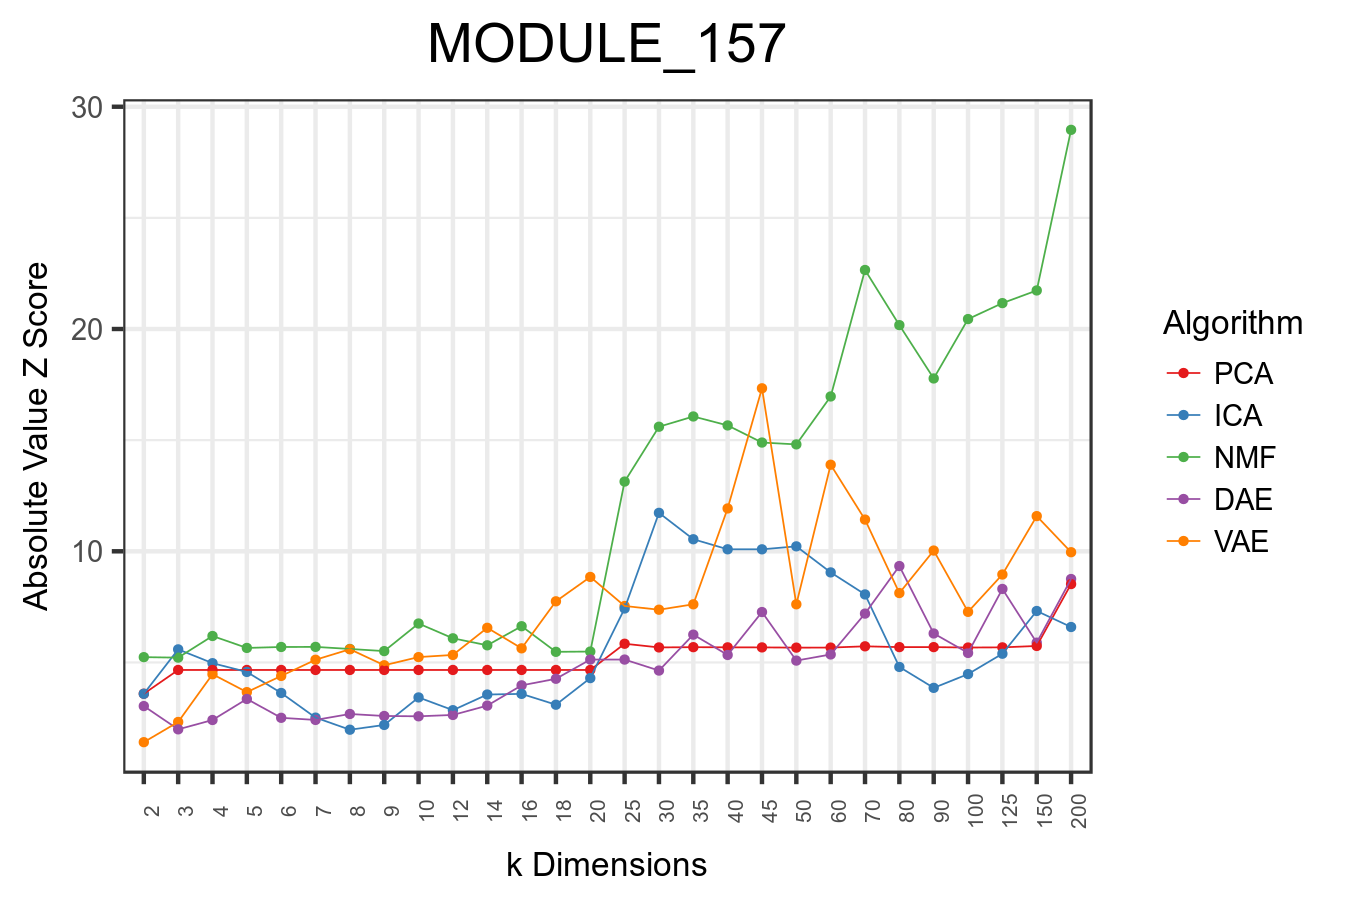 MODULE_157
Absolute Value Z Score
30
20
10
2 3 4 5 6 7 8 9 10 12 14 16 18 20 25 30 35 40 45 50 60 70 80 90 100 125 150 200
k Dimensions
Algorithm
PCA
ICA
NMF
DAE
VAE